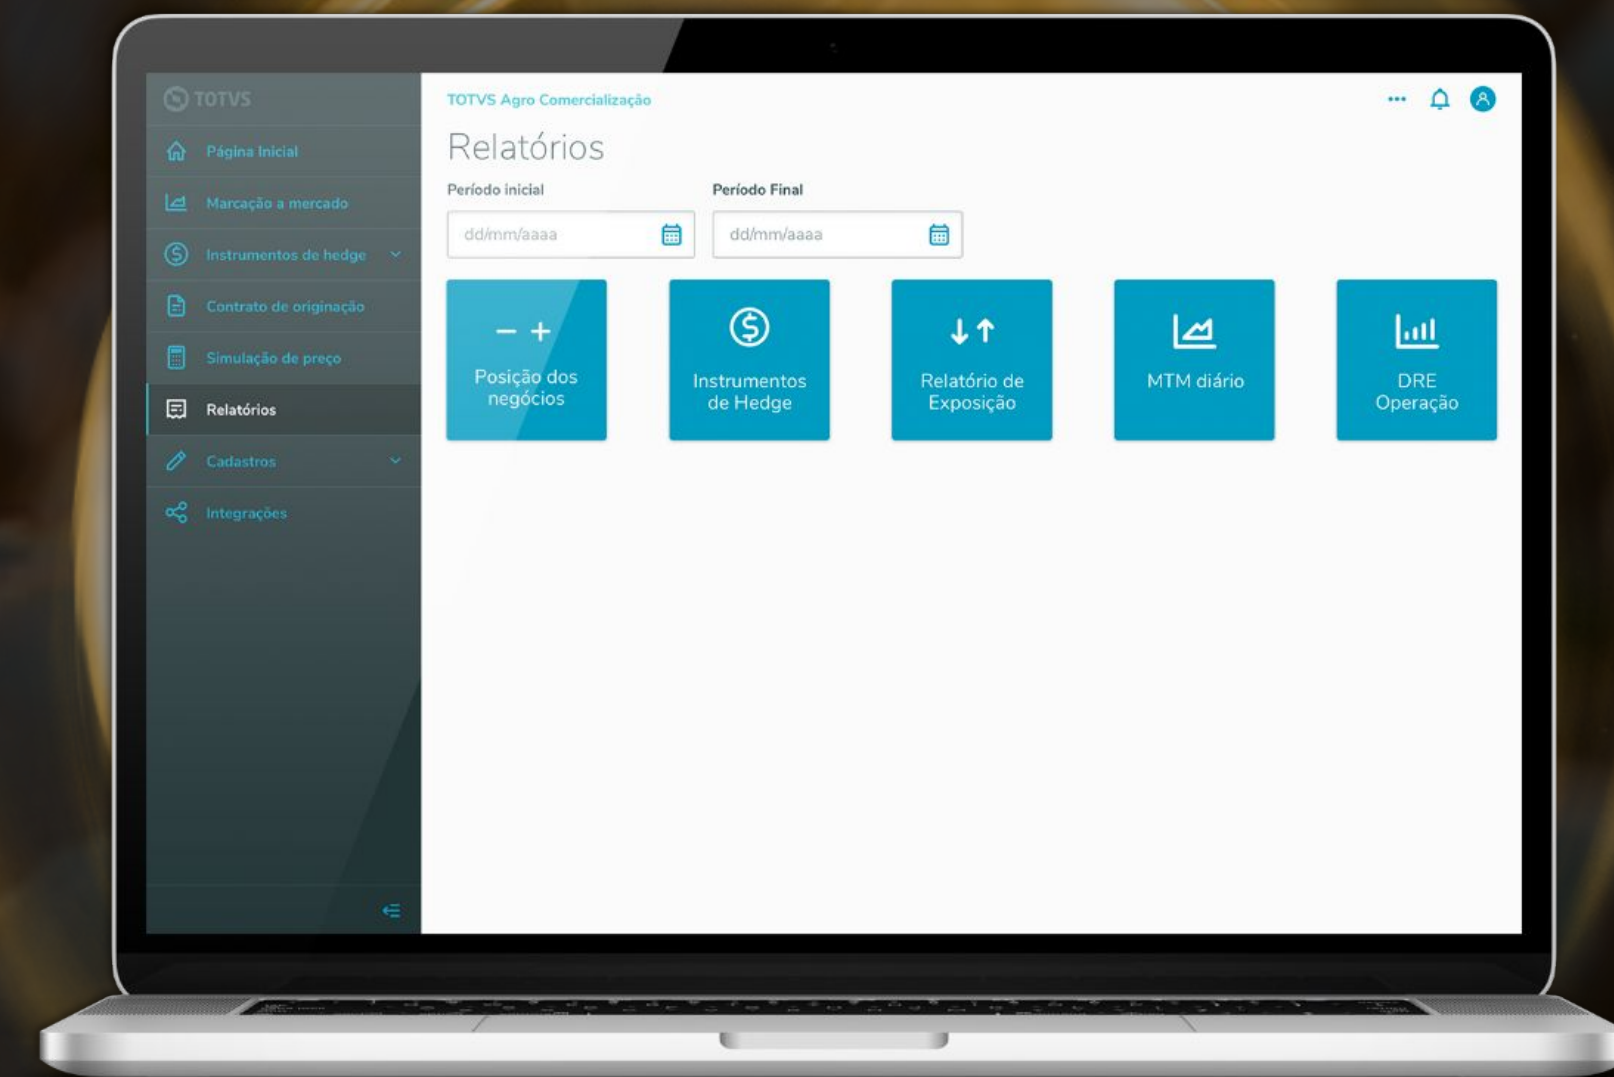 TOTVS
Página Inicial
Marcação a mercado
Instrumentos de hedge
Contrato de originação
Simulação de preço
Relatórios
Cadastros
Integrações
TOTVS Agro Comercialização
Relatórios
Período inicial
Período Final
dd/mm/aaaa
dd/mm/aaaa
Posição dos
negócios
Instrumentos
de Hedge
Relatório de
Exposição
MTM diário
DRE
Operação